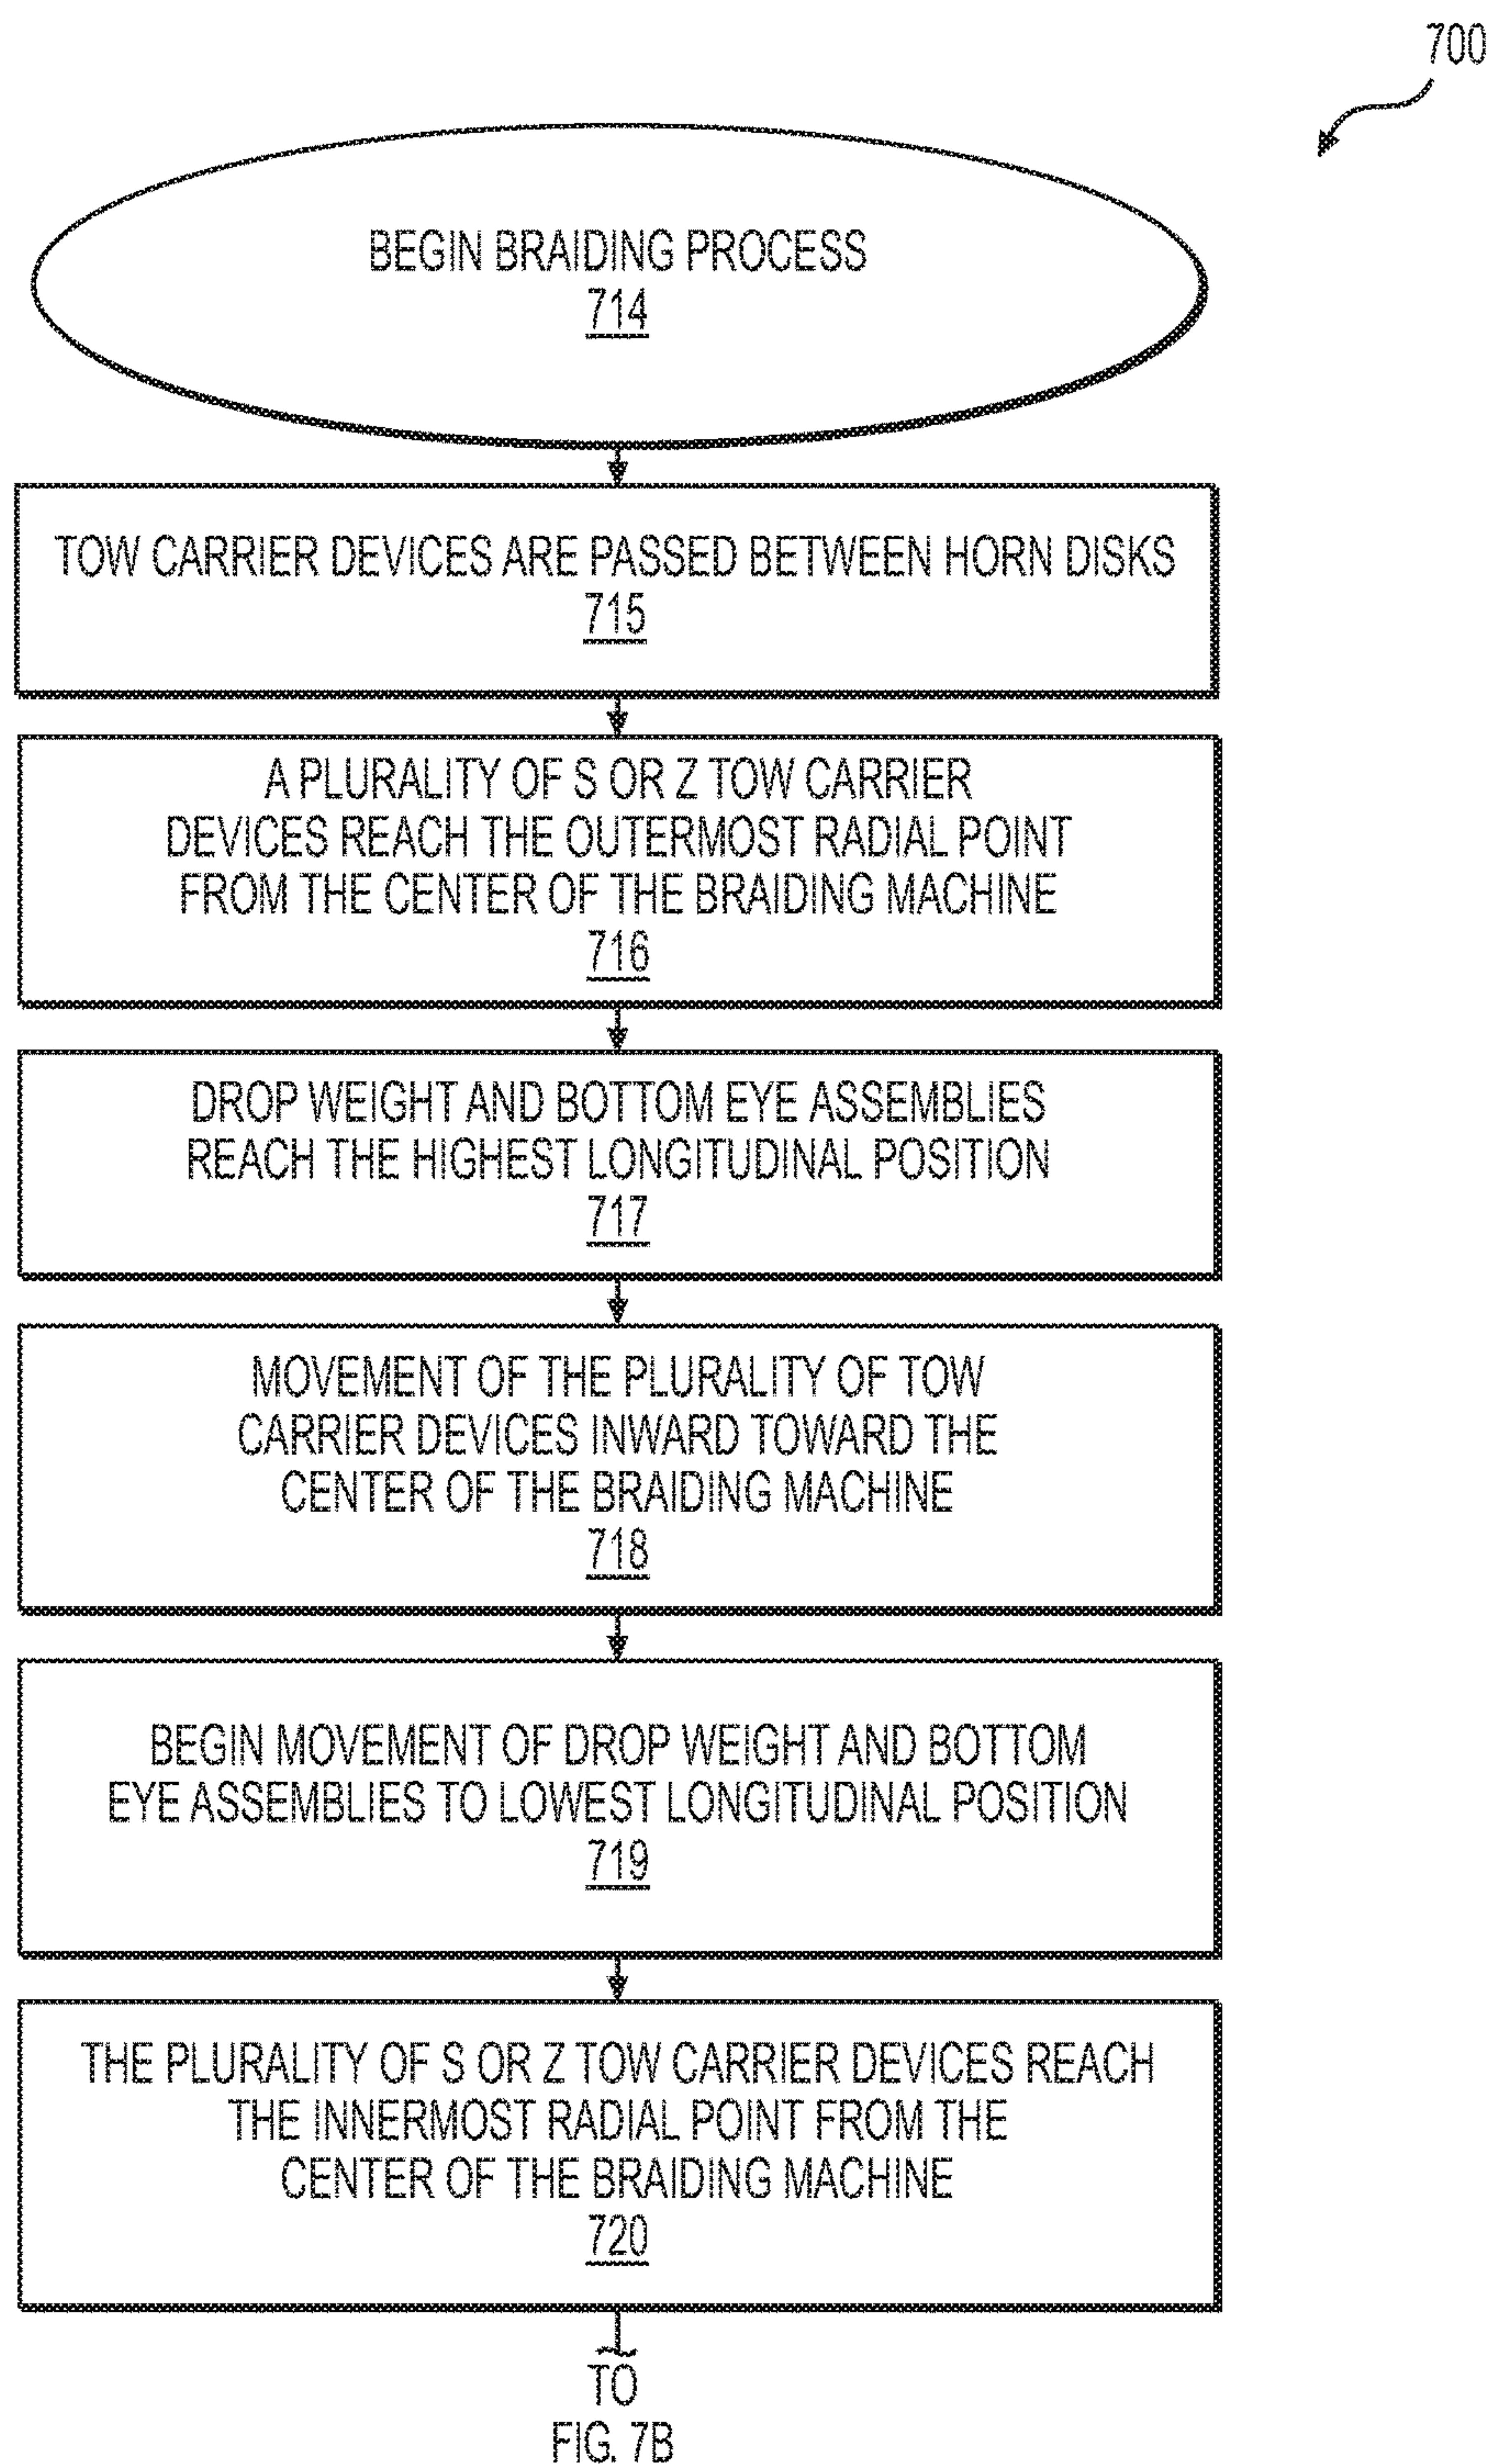 700
BEGIN BRAIDING PROCESS
714
TOW CARRIER DEVICES ARE PASSED BETWEEN HORN DISKS
715
A PLURALITY OF S OR Z TOW CARRIER
DEVICES REACH THE OUTERMOST RADIAL POINT
FROM THE CENTER OF THE BRAIDING MACHINE
716
DROP WEIGHT AND BOTTOM EYE ASSEMBLIES
REACH THE HIGHEST LONGITUDINAL POSITION
717
MOVEMENT OF THE PLURALITY OF TOW
CARRIER DEVICES INWARD TOWARD THE
CENTER OF THE BRAIDING MACHINE
718
BEGIN MOVEMENT OF DROP WEIGHT AND BOTTOM
EYE ASSEMBLIES TO LOWEST LONGITUDINAL POSITION
719
THE PLURALITY OF S OR Z TOW CARRIER DEVICES REACH
THE INNERMOST RADIAL POINT FROM THE
CENTER OF THE BRAIDING MACHINE
720
TO
FIG. 7B